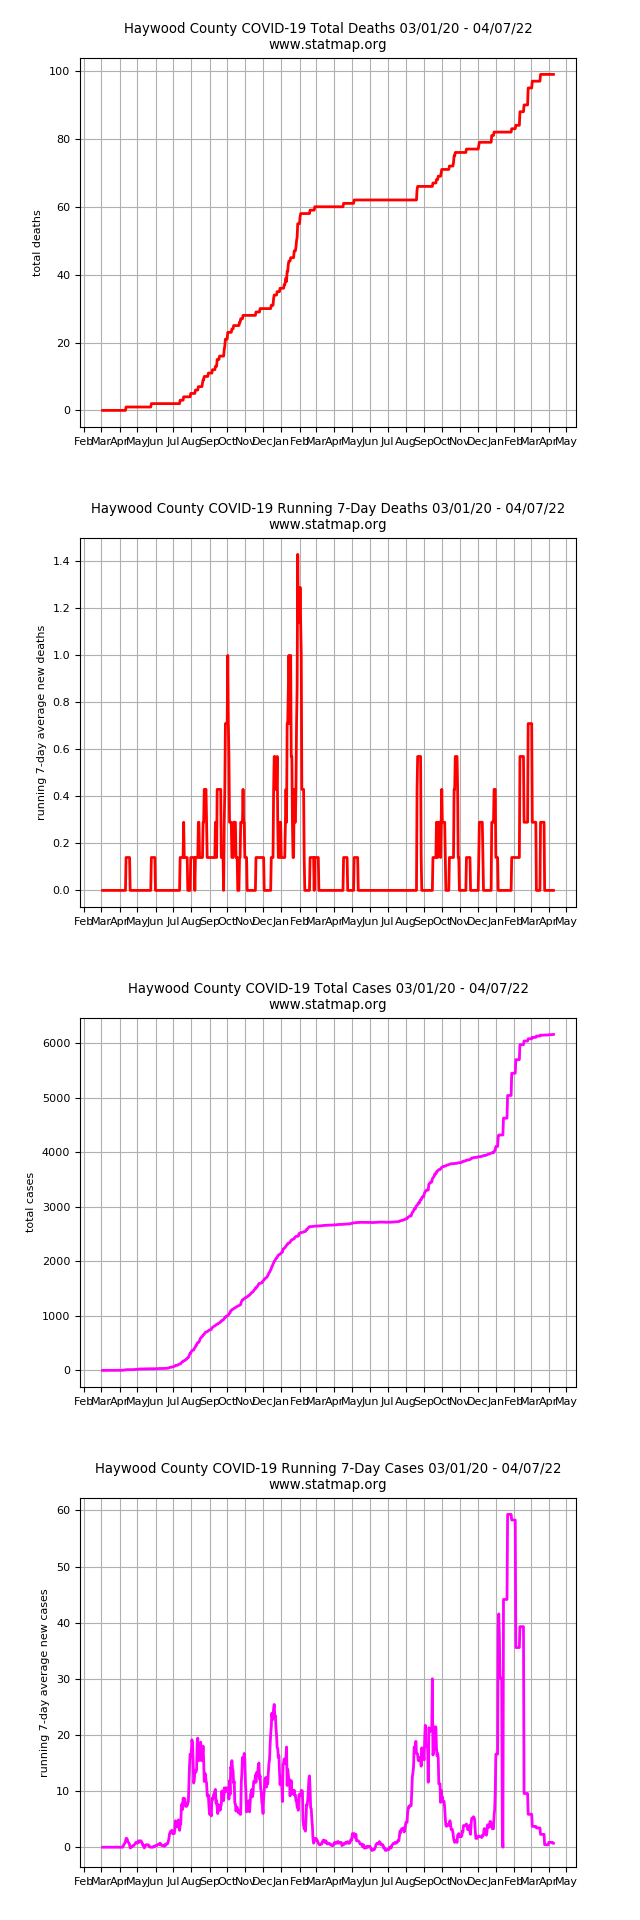 Haywood County COVID-19 Total Deaths 03/01/20 - 04/07/22
www.statmap.org
100
80
60
40
20
0
total deaths
Feb Mar Apr May Jun Jul Aug Sep Oct Nov Dec Jan Feb Mar Apr May Jun Jul Aug Sep Oct Nov Dec Jan Feb Mar Apr May
Haywood County COVID-19 Running 7-Day Deaths 03/01/20 - 04/07/22
www.statmap.org
1.4
1.2
1.0
0.8
0.6
0.4
0.2
0.0
running 7-day average new deaths
Feb Mar Apr May Jun Jul Aug Sep Oct Nov Dec Jan Feb Mar Apr May Jun Jul Aug Sep Oct Nov Dec Jan Feb Mar Apr May
Haywood County COVID-19 Total Cases 03/01/20 - 04/07/22
www.statmap.org
6000
5000
4000
3000
2000
1000
0
total cases
Feb Mar Apr May Jun Jul Aug Sep Oct Nov Dec Jan Feb Mar Apr May Jun Jul Aug Sep Oct Nov Dec Jan Feb Mar Apr May
Haywood County COVID-19 Running 7-Day Cases 03/01/20 - 04/07/22
www.statmap.org
60
50
40
30
20
10
0
running 7-day average new cases
Feb Mar Apr May Jun Jul Aug Sep Oct Nov Dec Jan Feb Mar Apr May Jun Jul Aug Sep Oct Nov Dec Jan Feb Mar Apr May